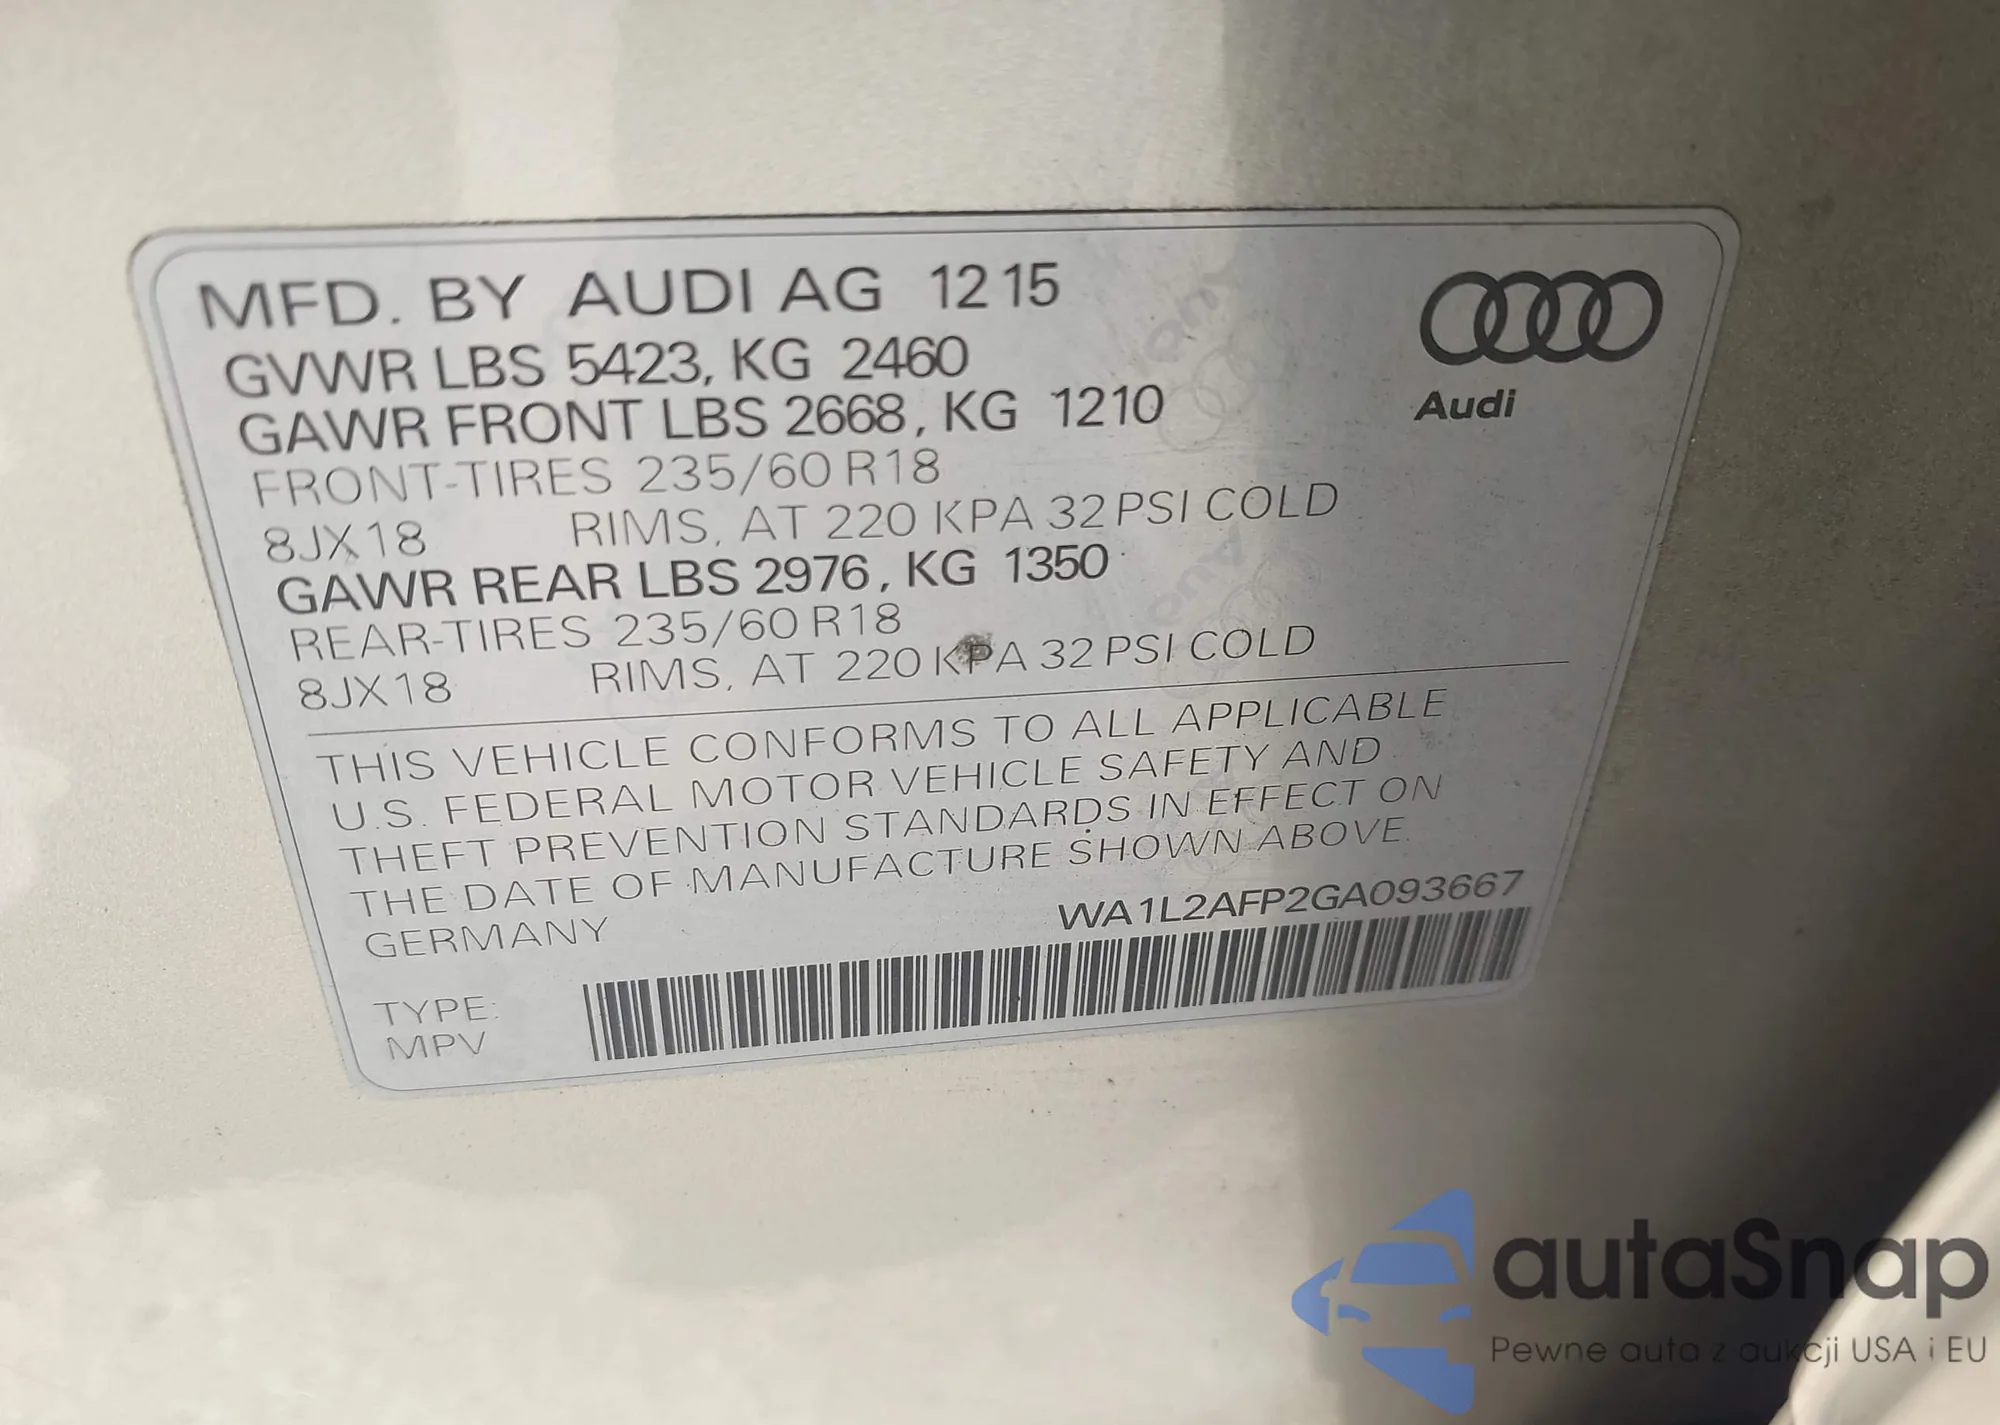 MFD. BY AUDI AG 12 15
GVWR LBS 5423, KG 2460
GAWR FRONT LBS 2668, KG 1210
FRONT-TIRES 235/60 R18
8JX18 RIMS, AT 220 KPA 32 PSI COLD
GAWR REAR LBS 2976, KG 1350
REAR-TIRES 235/60 R18
8JX18 RIMS, AT 220 KPA 32 PSI COLD
Audi
THIS VEHICLE CONFORMS TO ALL APPLICABLE
U.S. FEDERAL MOTOR VEHICLE SAFETY AND
THEFT PREVENTION STANDARDS IN EFFECT ON
THE DATE OF MANUFACTURE SHOWN ABOVE.
GERMANY
WA1L2AFP2GA093667
TYPE:
MPV
autaSnap
Pewne auta z aukcji USA i EU